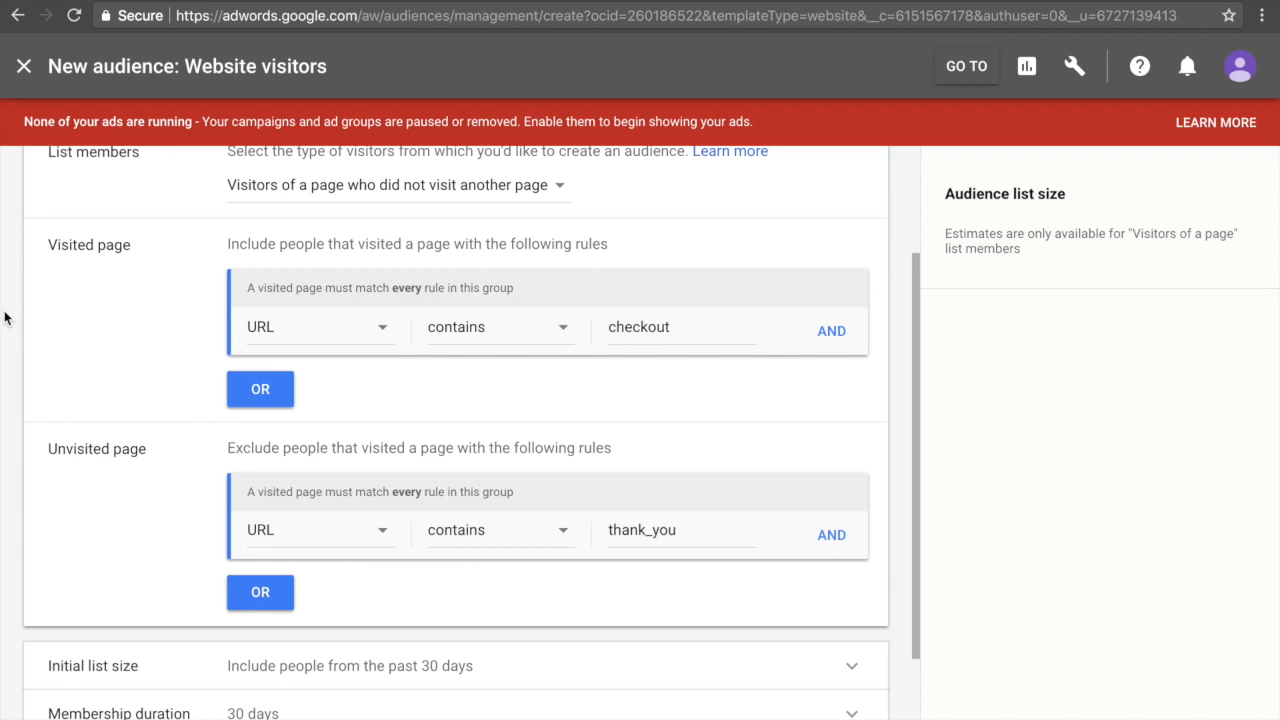 Secure
https://adwords.google.com/aw/audiences/management/create?ocid=260186522&templateType=website&__c=6151567178&authuser=0&__u=6727139413
New audience: Website visitors
GO TO
None of your ads are running - Your campaigns and ad groups are paused or removed. Enable them to begin showing your ads.
LEARN MORE
List members
Select the type of visitors from which you'd like to create an audience. Learn more
Visitors of a page who did not visit another page
Audience list size
Estimates are only available for "Visitors of a page"
list members
Visited page
Include people that visited a page with the following rules
A visited page must match every rule in this group
URL contains checkout AND
OR
Unvisited page
Exclude people that visited a page with the following rules
A visited page must match every rule in this group
URL contains thank_you AND
OR
Initial list size
Include people from the past 30 days
Membership duration
30 days